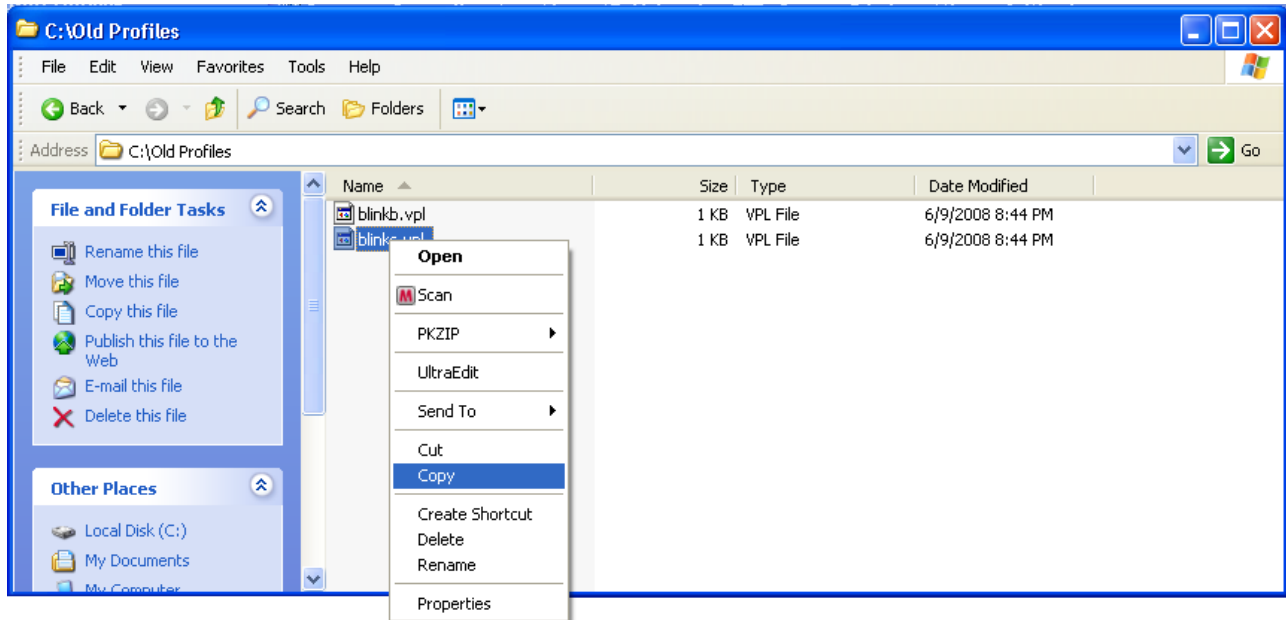 C:\Old Profiles
File Edit View Favorites Tools Help
Back Search Folders
Address C:\Old Profiles Go
Name Size Type Date Modified
File and Folder Tasks
Rename this file
Move this file
Copy this file
Publish this file to the
Web
E-mail this file
Delete this file
Other Places
Local Disk (C:)
My Documents
My Computer
blinkb.vpl 1 KB VPL File 6/9/2008 8:44 PM
1 KB VPL File 6/9/2008 8:44 PM
Open
M Scan
PKZIP
UltraEdit
Send To
Cut
Copy
Create Shortcut
Delete
Rename
Properties